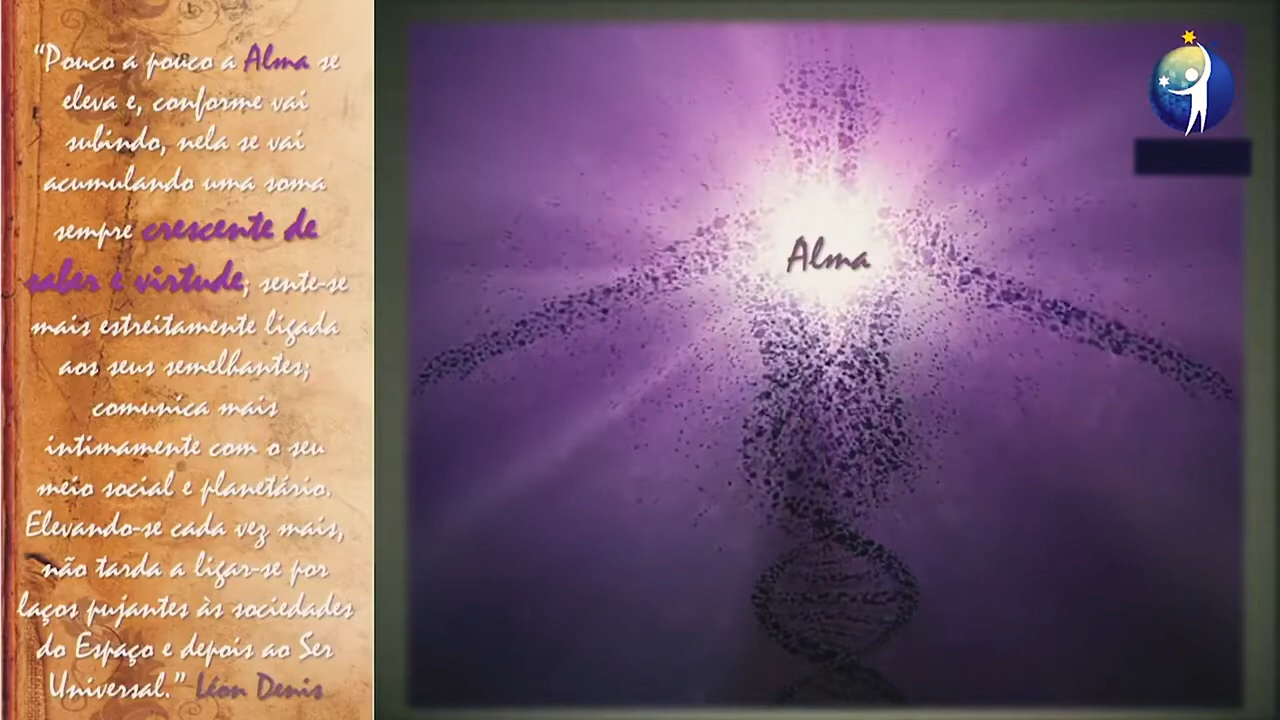 “Pouco a pouco a Alma se
eleva e, conforme vai
subindo, nela se vai
acumulando uma soma
sempre crescente de
saber e virtude; sente-se
mais estreitamente ligada
aos seus semelhantes;
comunica mais
intimamente com o seu
meio social e planetário.
Elevando-se cada vez mais,
não tarda a ligar-se por
laços pujantes às sociedades
do Espaço e depois ao Ser
Universal.” Léon Denis
Alma